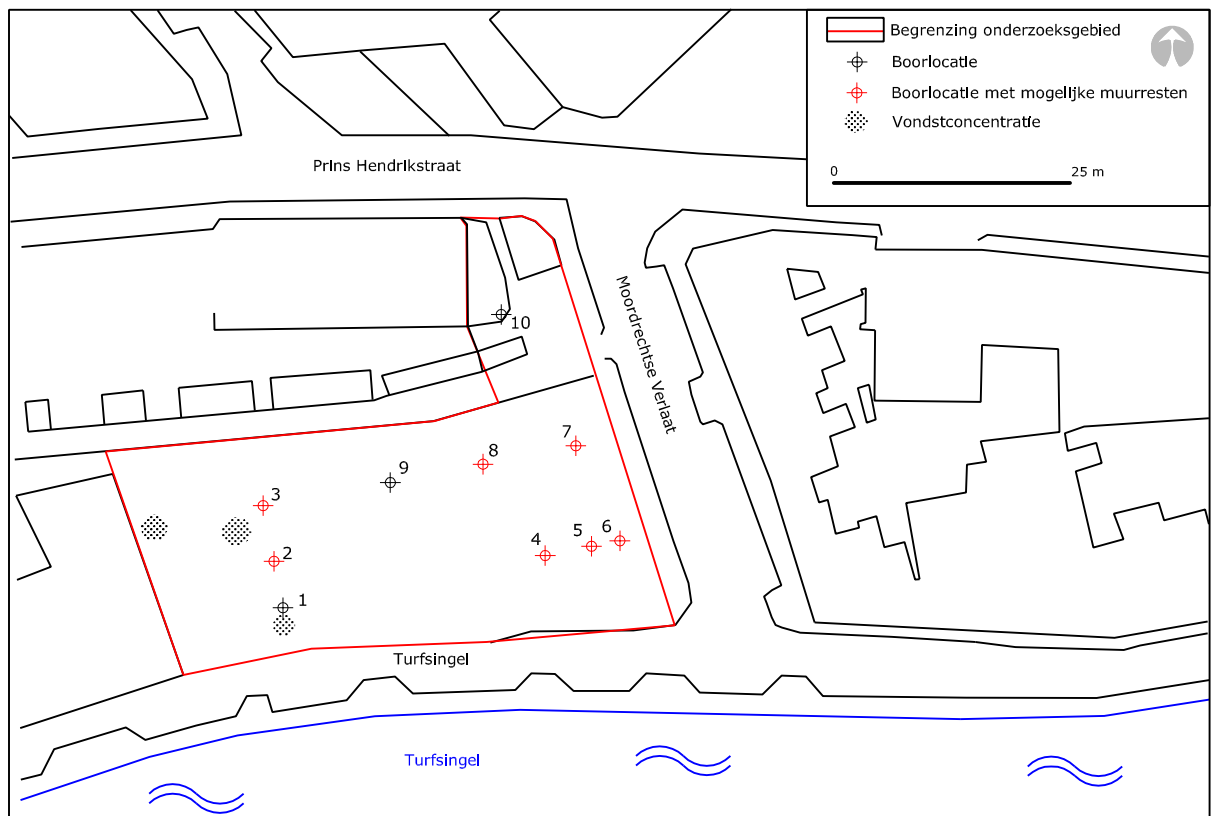 Begrenzing onderzoeksgebied
Boorlocatie
Boorlocatie met mogelijke muurresten
Vondstconcentratie
0 25 m
Prins Hendrikstraat
Moordrechtse Verlaat
10
7
8
9
3
6
5
4
2
1
Turfsingel
Turfsingel